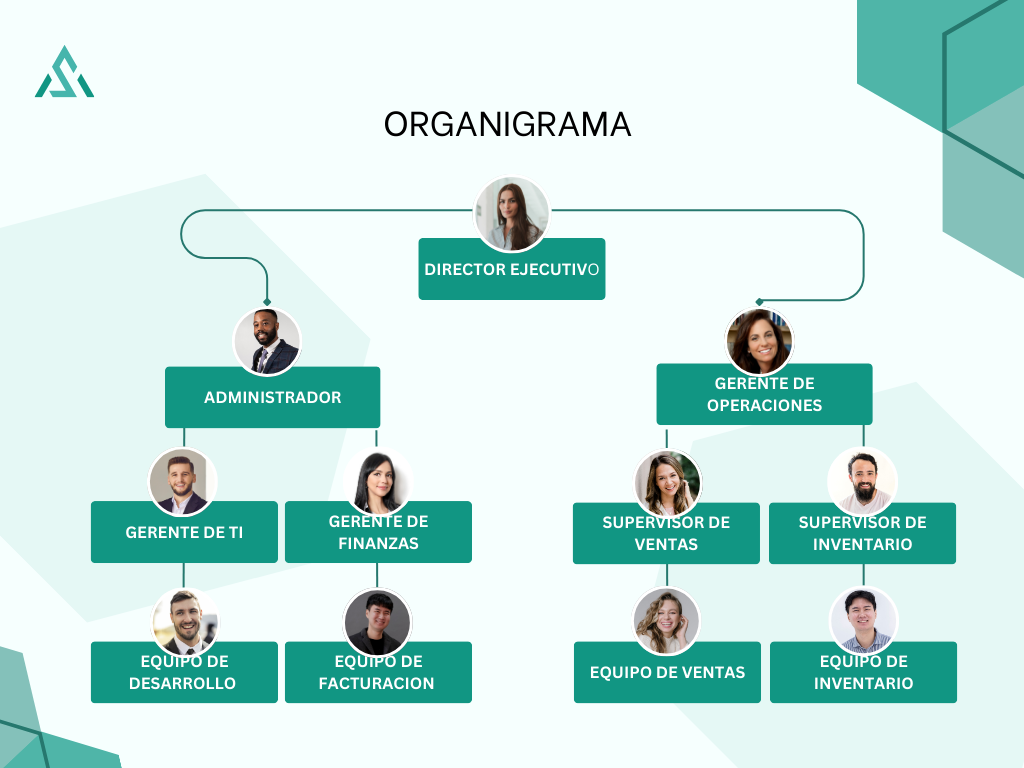 ORGANIGRAMA
DIRECTOR EJECUTIVO
ADMINISTRADOR
GERENTE DE
OPERACIONES
GERENTE DE TI
GERENTE DE
FINANZAS
SUPERVISOR DE
VENTAS
SUPERVISOR DE
INVENTARIO
EQUIPO DE
DESARROLLO
EQUIPO DE
FACTURACION
EQUIPO DE VENTAS
EQUIPO DE
INVENTARIO